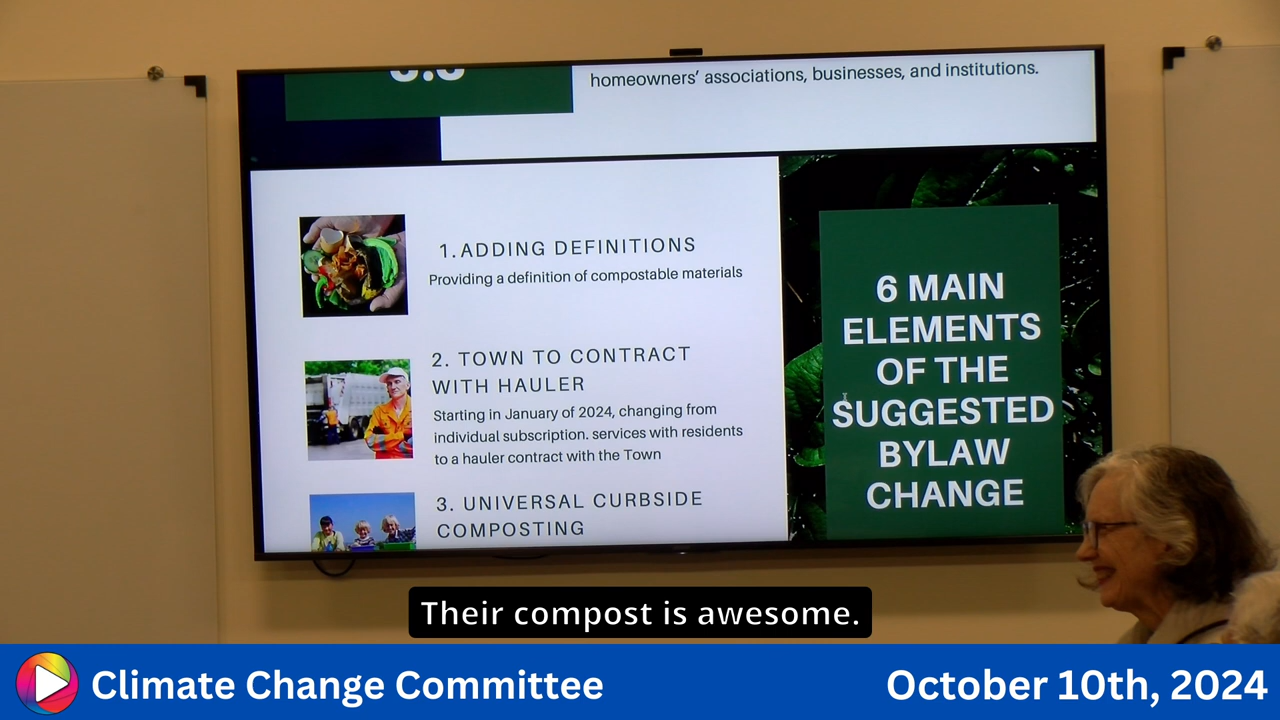 homeowners' associations, businesses, and institutions.
1. ADDING DEFINITIONS
Providing a definition of compostable materials
2. TOWN TO CONTRACT
WITH HAULER
Starting in January of 2024, changing from
individual subscription. services with residents
to a hauler contract with the Town
3. UNIVERSAL CURBSIDE
COMPOSTING
6 MAIN
ELEMENTS
OF THE
SUGGESTED
BYLAW
CHANGE
Their compost is awesome.
Climate Change Committee
October 10th, 2024